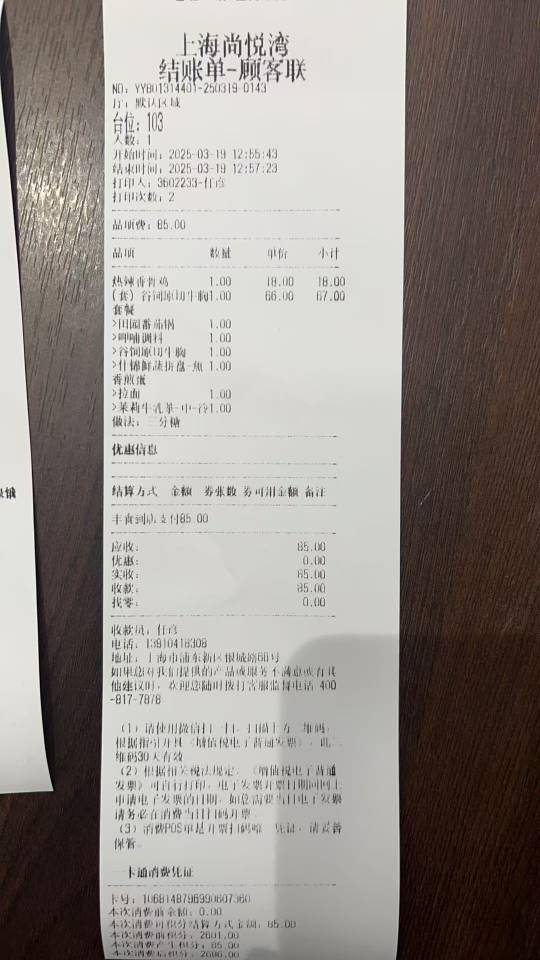 上海尚悦湾
结账单-顾客联
NO: YYB01314401-250319-0143
厅: 默认区域
台位: 103
人数: 1
开始时间: 2025-03-19 12:55:43
结束时间: 2025-03-19 12:57:23
打印人: 3602233-任彦
打印次数: 2
品项费: 85.00
品项 数量 单价 小计
热辣香骨鸡 1.00 18.00 18.00
(套) 谷饲原切牛胸1.00 66.00 67.00
套餐
>田园番茄锅 1.00
>呷哺调料 1.00
>谷饲原切牛胸 1.00
>什锦鲜蔬拼盘-焦 1.00
香煎蛋
>拉面 1.00
>茉莉牛乳茶-中-冷1.00
做法: 三分糖
优惠信息
结算方式 金额 券张数 券可用金额 备注
丰食到店支付85.00
应收: 85.00
优惠: 0.00
实收: 85.00
收款: 85.00
找零: 0.00
收款员: 任彦
电话: 13910418308
地址: 上海市浦东新区银城路66号
如果您对我们提供的产品或服务不满意或有其
他建议时, 欢迎您随时拨打客服监督电话 400
-817-7878
(1) 请使用微信扫一扫, 扫描上方二维码,
根据指引开具《增值税电子普通发票》, 此二
维码30天有效
(2) 根据相关税法规定, 《增值税电子普通
发票》可自行打印, 电子发票开票日期同网上
申请电子发票的日期, 如您需要当日电子发票
请务必在消费当日扫码开票
(3) 消费POS单是开票扫码唯一凭证, 请妥善
保管。
一卡通消费凭证
卡号: 1068148796990607360
本次消费前金额: 0.00
本次消费可积分结算方式金额: 85.00
本次消费前积分: 2601.00
本次消费产生积分: 85.00
本次消费后积分: 2686.00